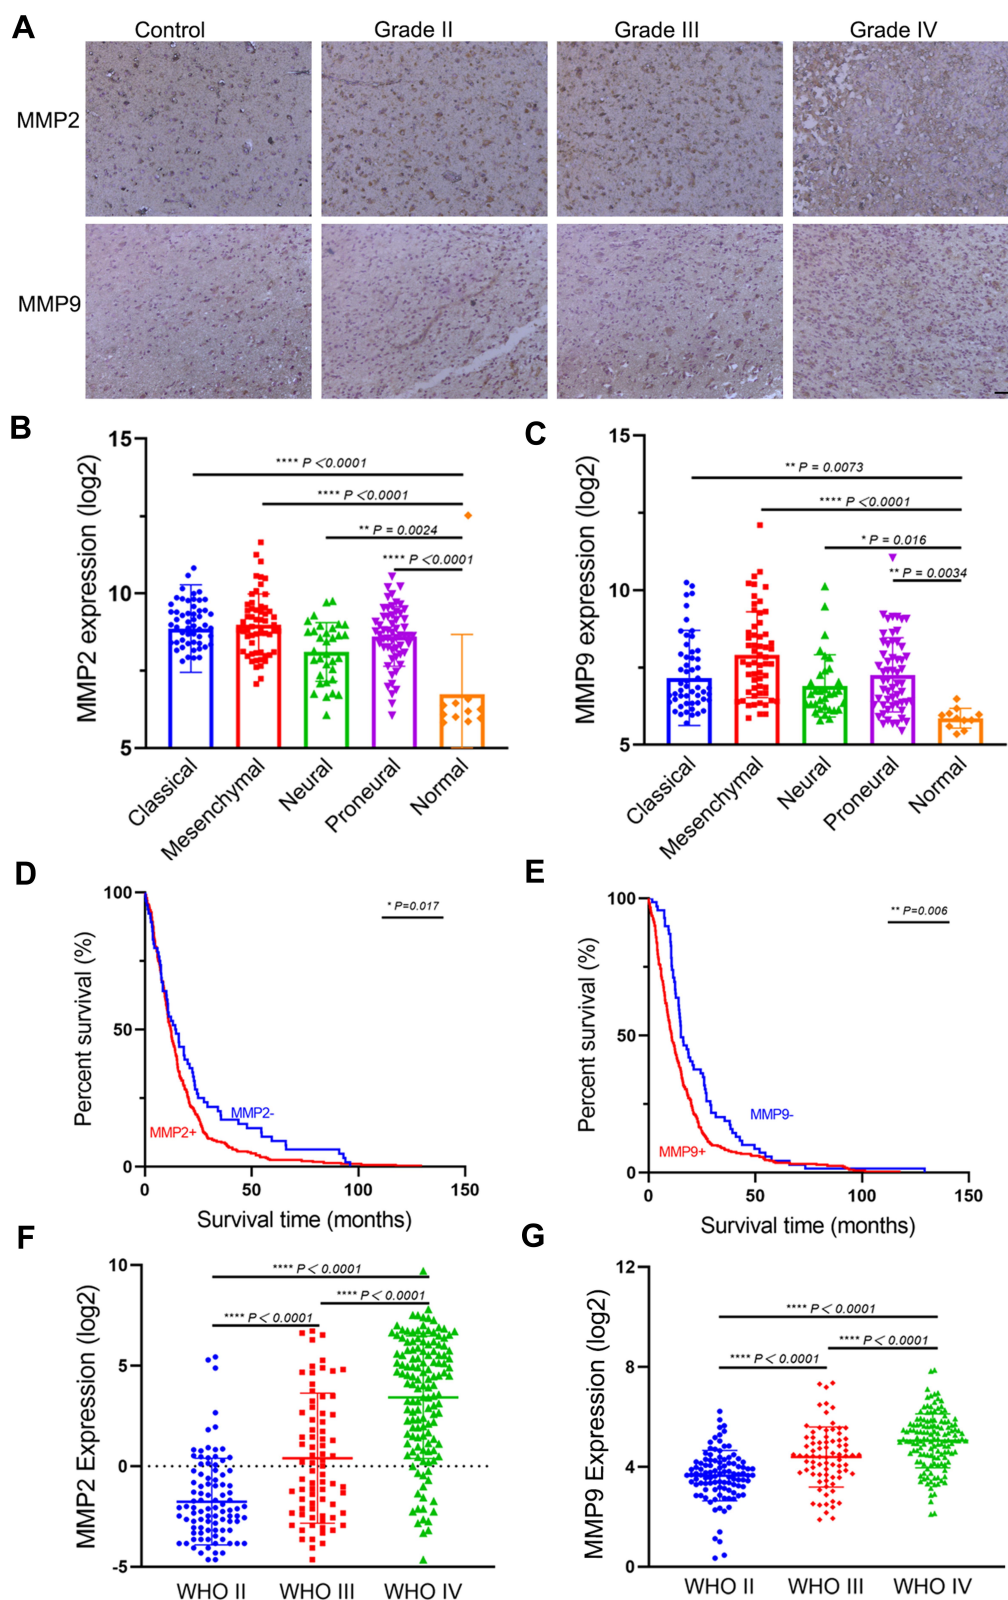 A
Control
Grade II
Grade III
Grade IV
MMP2
MMP9
B
MMP2 expression (log2)
15
10
5
**** P <0.0001
**** P <0.0001
** P = 0.0024
**** P <0.0001
Classical
Mesenchymal
Neural
Proneural
Normal
C
MMP9 expression (log2)
15
10
5
** P = 0.0073
**** P <0.0001
* P = 0.016
** P = 0.0034
Classical
Mesenchymal
Neural
Proneural
Normal
D
Percent survival (%)
100
50
0
* P=0.017
MMP2-
MMP2+
0
50
100
150
Survival time (months)
E
Percent survival (%)
100
50
0
** P=0.006
MMP9-
MMP9+
0
50
100
150
Survival time (months)
F
MMP2 Expression (log2)
10
5
0
-5
**** P < 0.0001
**** P < 0.0001
**** P < 0.0001
WHO II
WHO III
WHO IV
G
MMP9 Expression (log2)
12
8
4
0
**** P < 0.0001
**** P < 0.0001
**** P < 0.0001
WHO II
WHO III
WHO IV